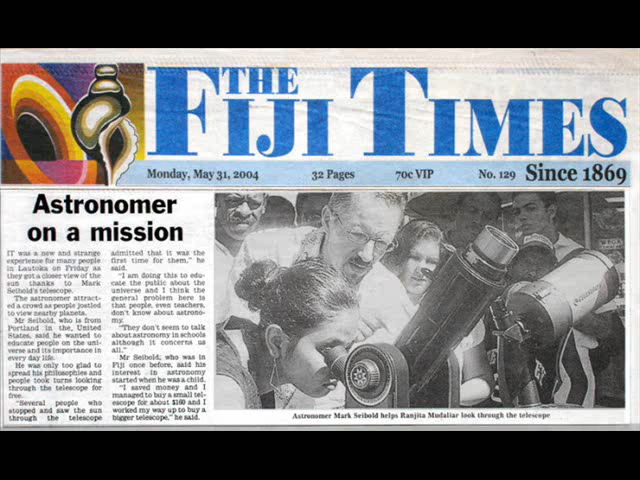 THE
FIJI TIMES
Monday, May 31, 2004 32 Pages 70c VIP No. 129 Since 1869
Astronomer
on a mission
IT was a new and strange
experience for many people
in Lautoka on Friday as
they got a closer view of the
sun thanks to Mark
Seibold's telescope.
The astronomer attract-
ed a crowd as people jostled
to view nearby planets.
Mr Seibold, who is from
Portland in the, United
States, said he wanted to
educate people on the uni-
verse and its importance in
every day life.
He was only too glad to
spread his philosophies and
people took turns looking
through the telescope for
free.
"Several people who
stopped and saw the sun
through the telescope
admitted that it was the
first time for them," he
said.
"I am doing this to edu-
cate the public about the
universe and I think the
general problem here is
that people, even teachers,
don't know about astrono-
my.
"They don't seem to talk
about astronomy in schools
although it concerns us
all."
Mr Seibold, who was in
Fiji once before, said his
interest in astronomy
started when he was a child.
"I saved money and I
managed to buy a small tel-
escope for about $160 and I
worked my way up to buy a
bigger telescope," he said.
Astronomer Mark Seibold helps Ranjita Mudaliar look through the telescope